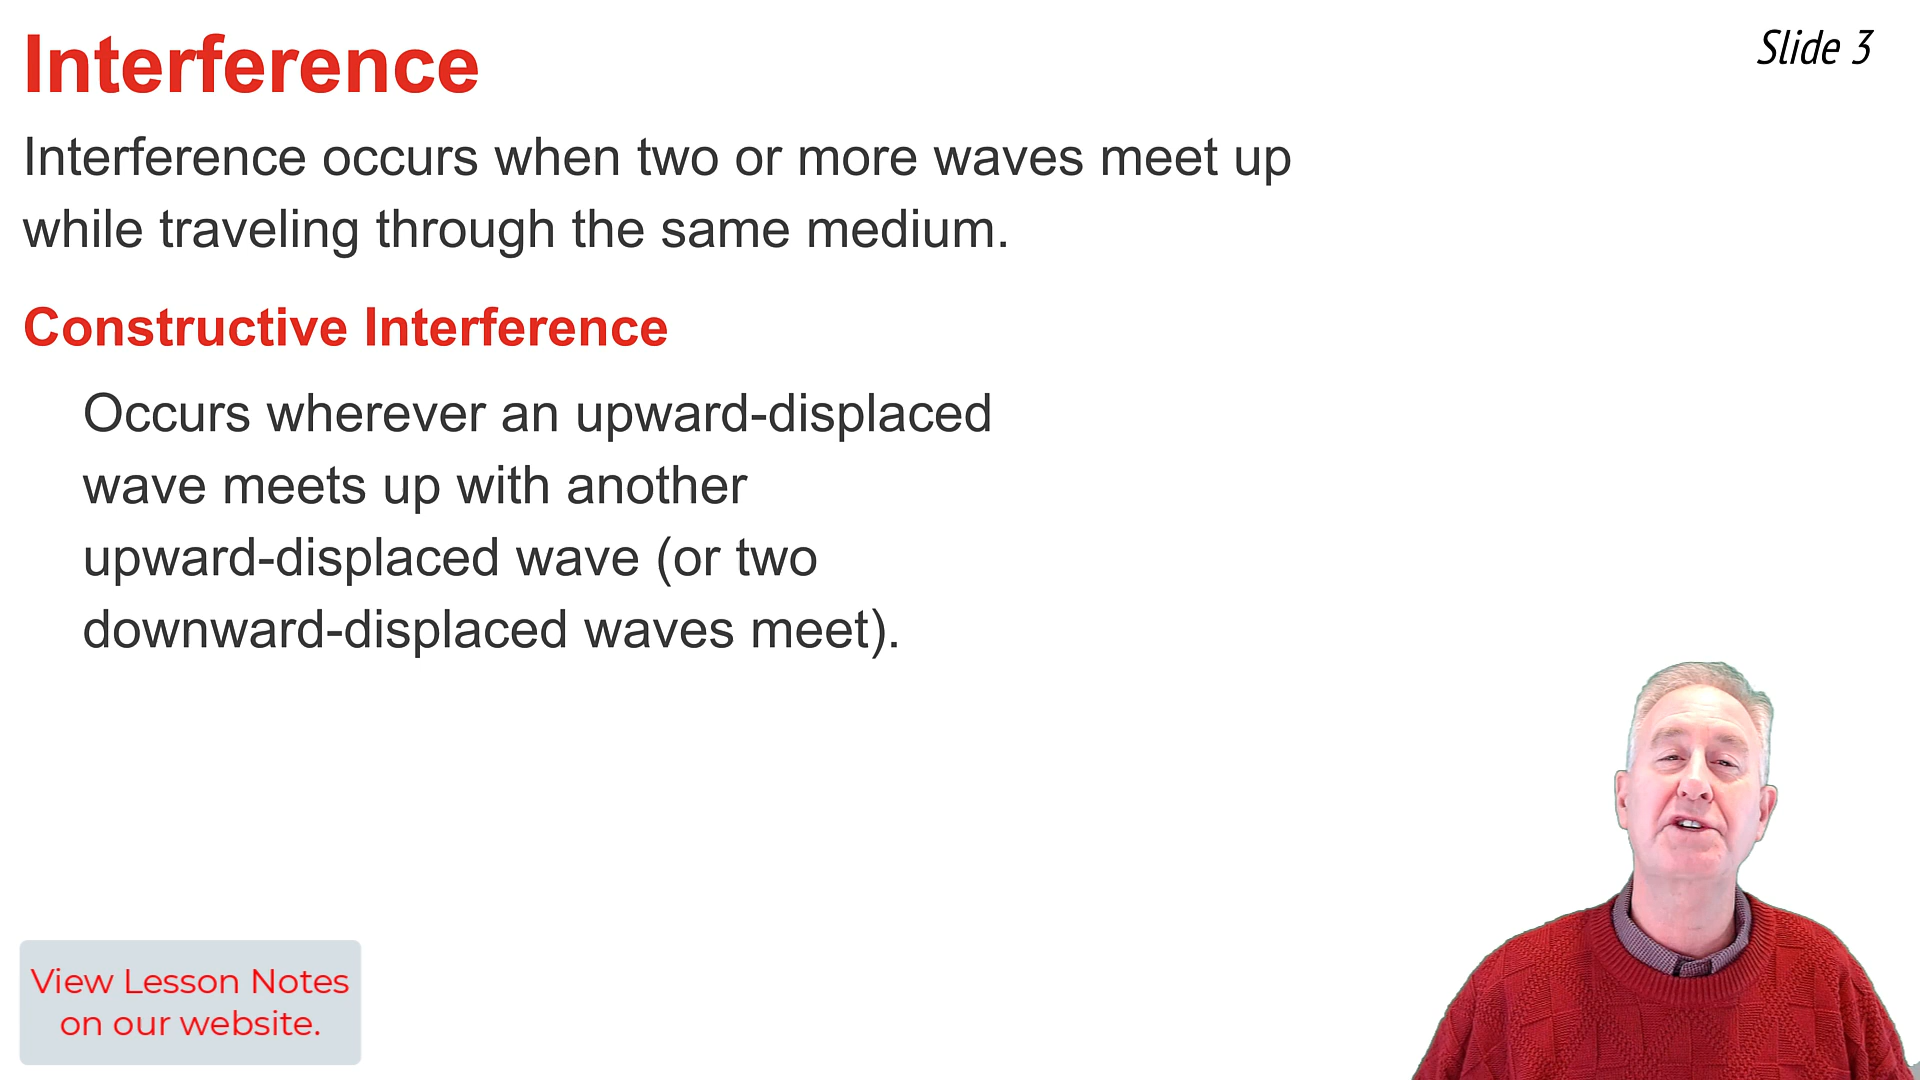 Interference
Slide 3
Interference occurs when two or more waves meet up
while traveling through the same medium.
Constructive Interference
Occurs wherever an upward-displaced
wave meets up with another
upward-displaced wave (or two
downward-displaced waves meet).
View Lesson Notes
on our website.